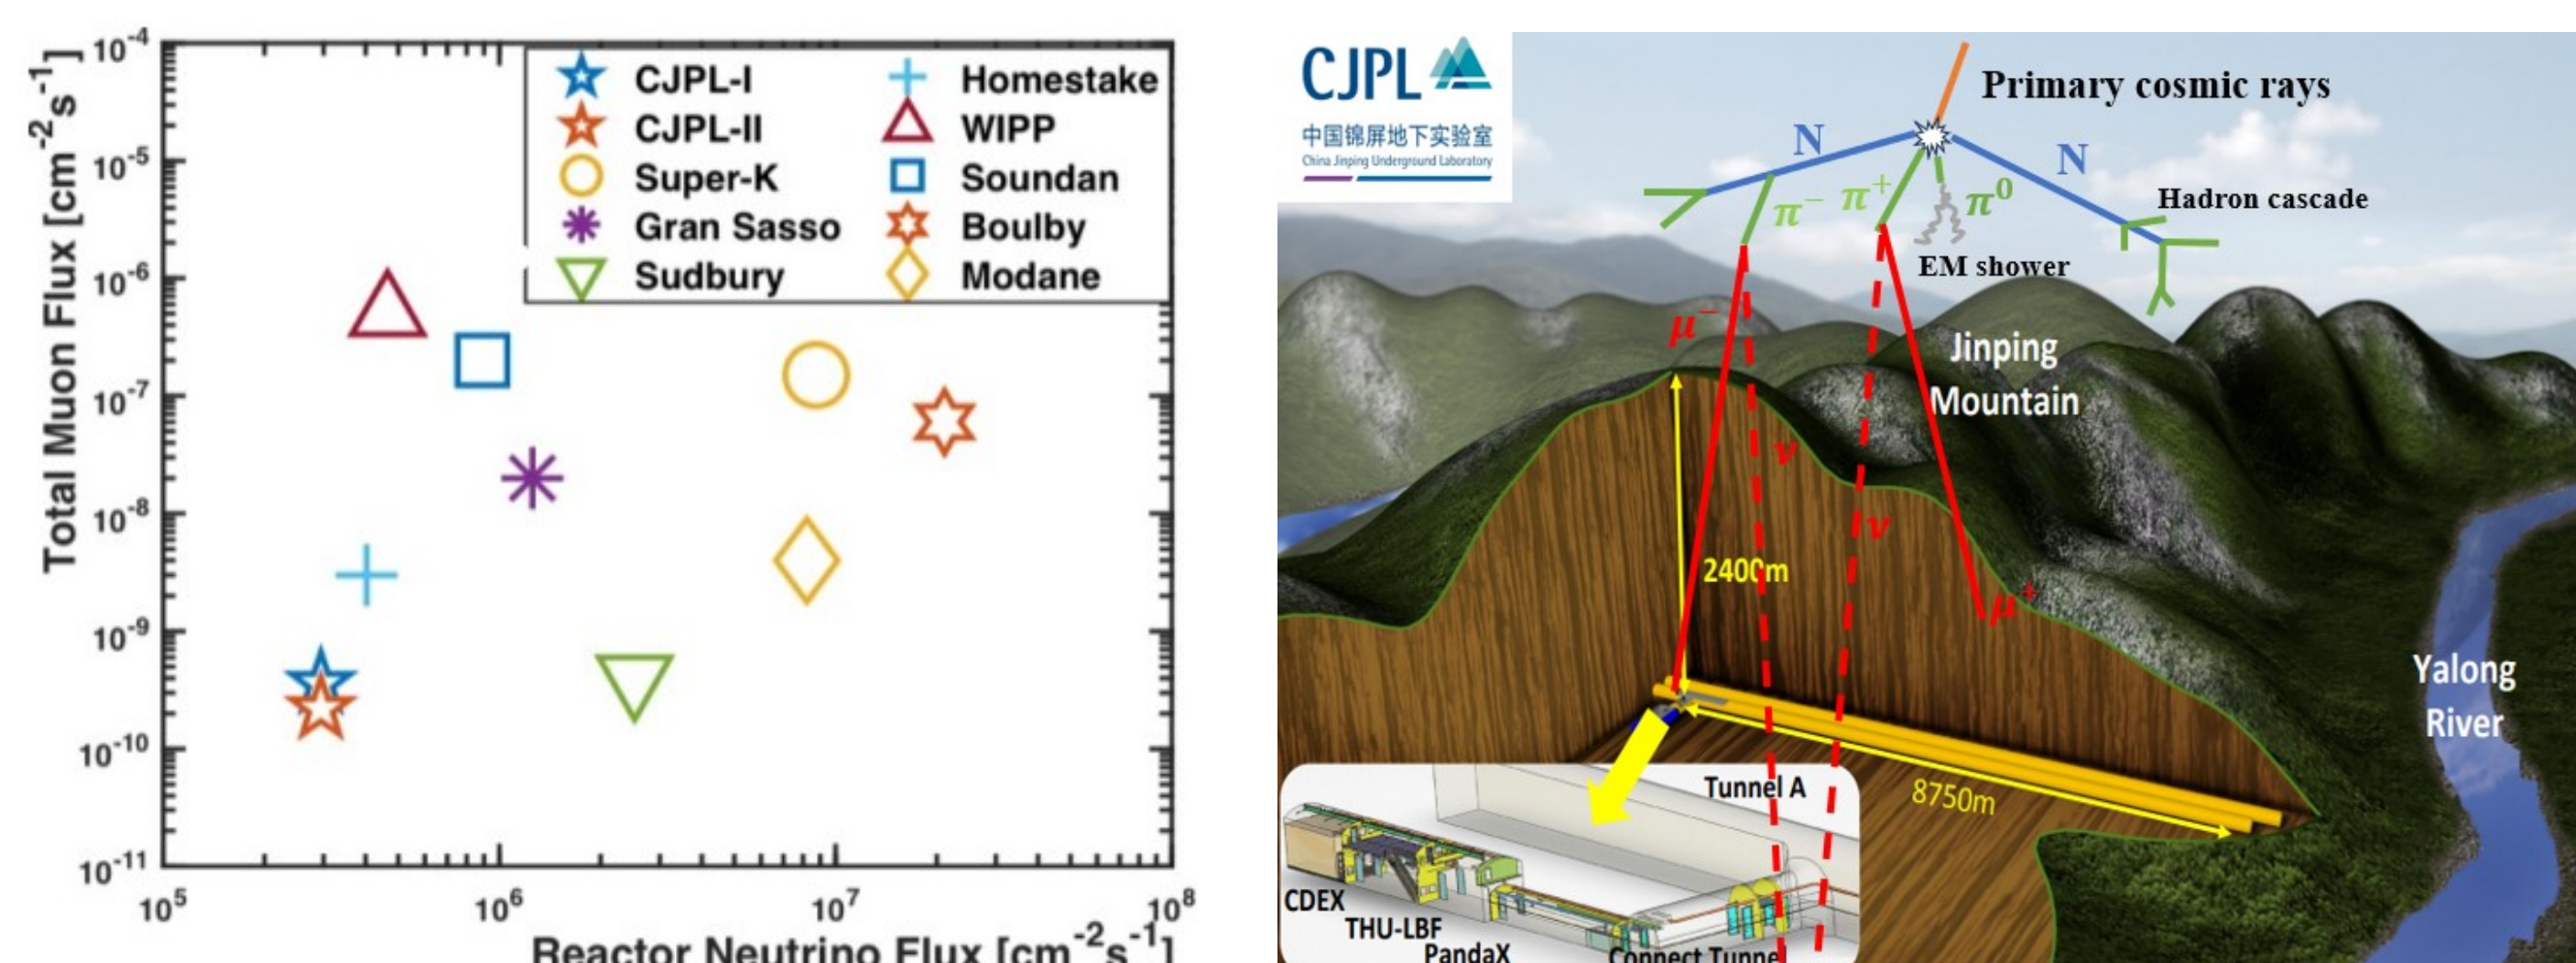 10⁻⁴
10⁻⁵
10⁻⁶
10⁻⁷
10⁻⁸
10⁻⁹
10⁻¹⁰
10⁻¹¹
Total Muon Flux [cm⁻²s⁻¹]
CJPL-I
CJPL-II
Super-K
Gran Sasso
Sudbury
Homestake
WIPP
Soundan
Boulby
Modane
10⁵
10⁶
10⁷
10⁸
Reactor Neutrino Flux [cm⁻²s⁻¹]
CJPL
中国锦屏地下实验室
China Jinping Underground Laboratory
Primary cosmic rays
N
N
π⁻
π⁺
π⁰
Hadron cascade
EM shower
μ⁻
Jinping
Mountain
ν
ν
2400m
μ⁺
Yalong
River
8750m
Tunnel A
CDEX
THU-LBF
PandaX
Connect Tunnel